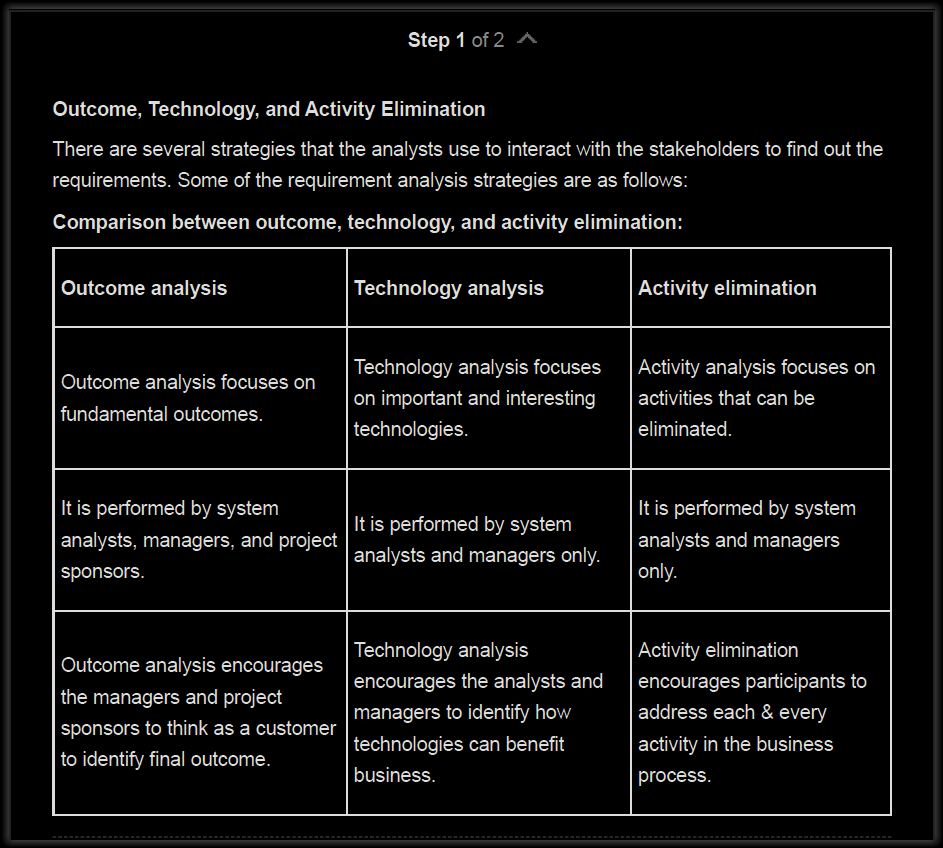 Step 1 of 2
Outcome, Technology, and Activity Elimination
There are several strategies that the analysts use to interact with the stakeholders to find out the
requirements. Some of the requirement analysis strategies are as follows:
Comparison between outcome, technology, and activity elimination:
Outcome analysis
Technology analysis
Activity elimination
Outcome analysis focuses on
fundamental outcomes.
Technology analysis focuses
on important and interesting
technologies.
Activity analysis focuses on
activities that can be
eliminated.
It is performed by system
analysts, managers, and project
sponsors.
It is performed by system
analysts and managers only.
It is performed by system
analysts and managers
only.
Outcome analysis encourages
the managers and project
sponsors to think as a customer
to identify final outcome.
Technology analysis
encourages the analysts and
managers to identify how
technologies can benefit
business.
Activity elimination
encourages participants to
address each & every
activity in the business
process.